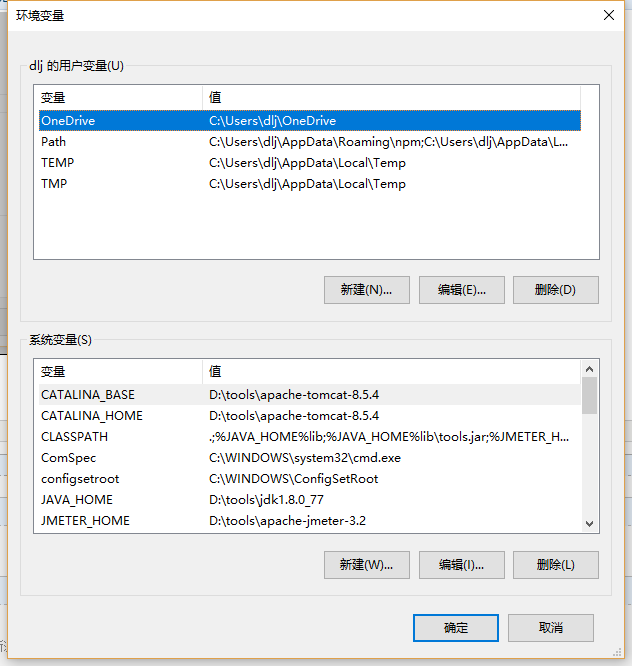 环境变量
dlj 的用户变量(U)
变量 值
OneDrive C:\Users\dlj\OneDrive
Path C:\Users\dlj\AppData\Roaming\npm;C:\Users\dlj\AppData\L...
TEMP C:\Users\dlj\AppData\Local\Temp
TMP C:\Users\dlj\AppData\Local\Temp
新建(N)... 编辑(E)... 删除(D)
系统变量(S)
变量 值
CATALINA_BASE D:\tools\apache-tomcat-8.5.4
CATALINA_HOME D:\tools\apache-tomcat-8.5.4
CLASSPATH .;%JAVA_HOME%lib;%JAVA_HOME%lib\tools.jar;%JMETER_H...
ComSpec C:\WINDOWS\system32\cmd.exe
configsetroot C:\WINDOWS\ConfigSetRoot
JAVA_HOME D:\tools\jdk1.8.0_77
JMETER_HOME D:\tools\apache-jmeter-3.2
新建(W)... 编辑(I)... 删除(L)
确定 取消